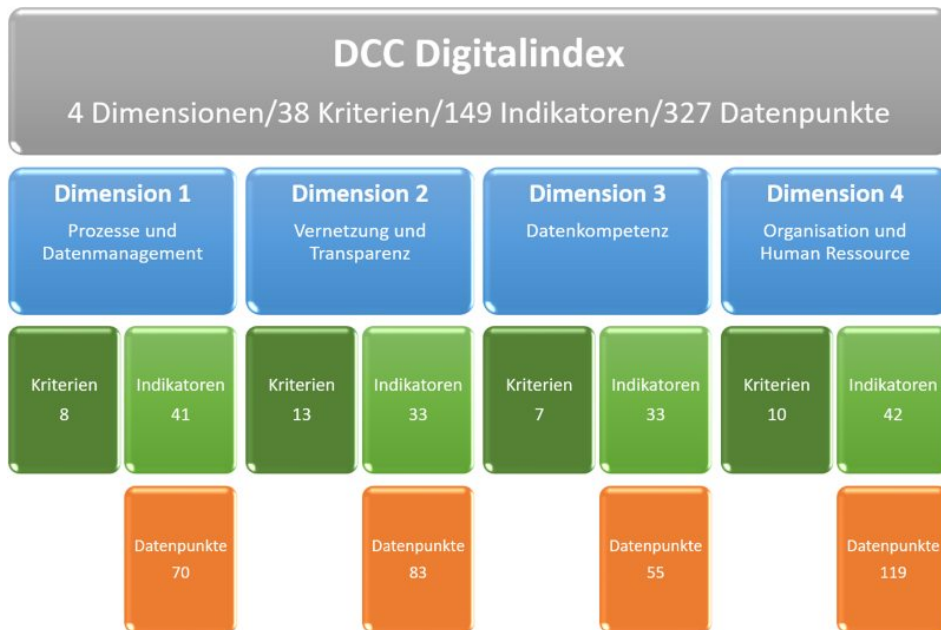 DCC Digitalindex
4 Dimensionen/38 Kriterien/149 Indikatoren/327 Datenpunkte
Dimension 1
Prozesse und
Datenmanagement
Dimension 2
Vernetzung und
Transparenz
Dimension 3
Datenkompetenz
Dimension 4
Organisation und
Human Ressource
Kriterien
8
Indikatoren
41
Kriterien
13
Indikatoren
33
Kriterien
7
Indikatoren
33
Kriterien
10
Indikatoren
42
Datenpunkte
70
Datenpunkte
83
Datenpunkte
55
Datenpunkte
119